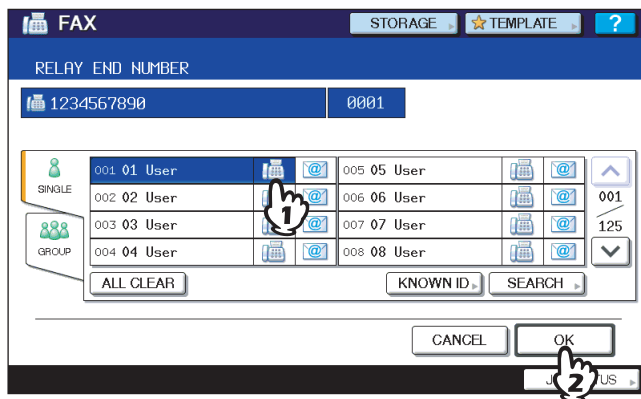 FAX STORAGE TEMPLATE ?
RELAY END NUMBER
1234567890 0001
SINGLE
GROUP
001 01 User @ 005 05 User @
002 02 User @ 006 06 User @
003 03 User @ 007 07 User @
004 04 User @ 008 08 User @
001
125
1
ALL CLEAR KNOWN ID SEARCH
CANCEL OK
2